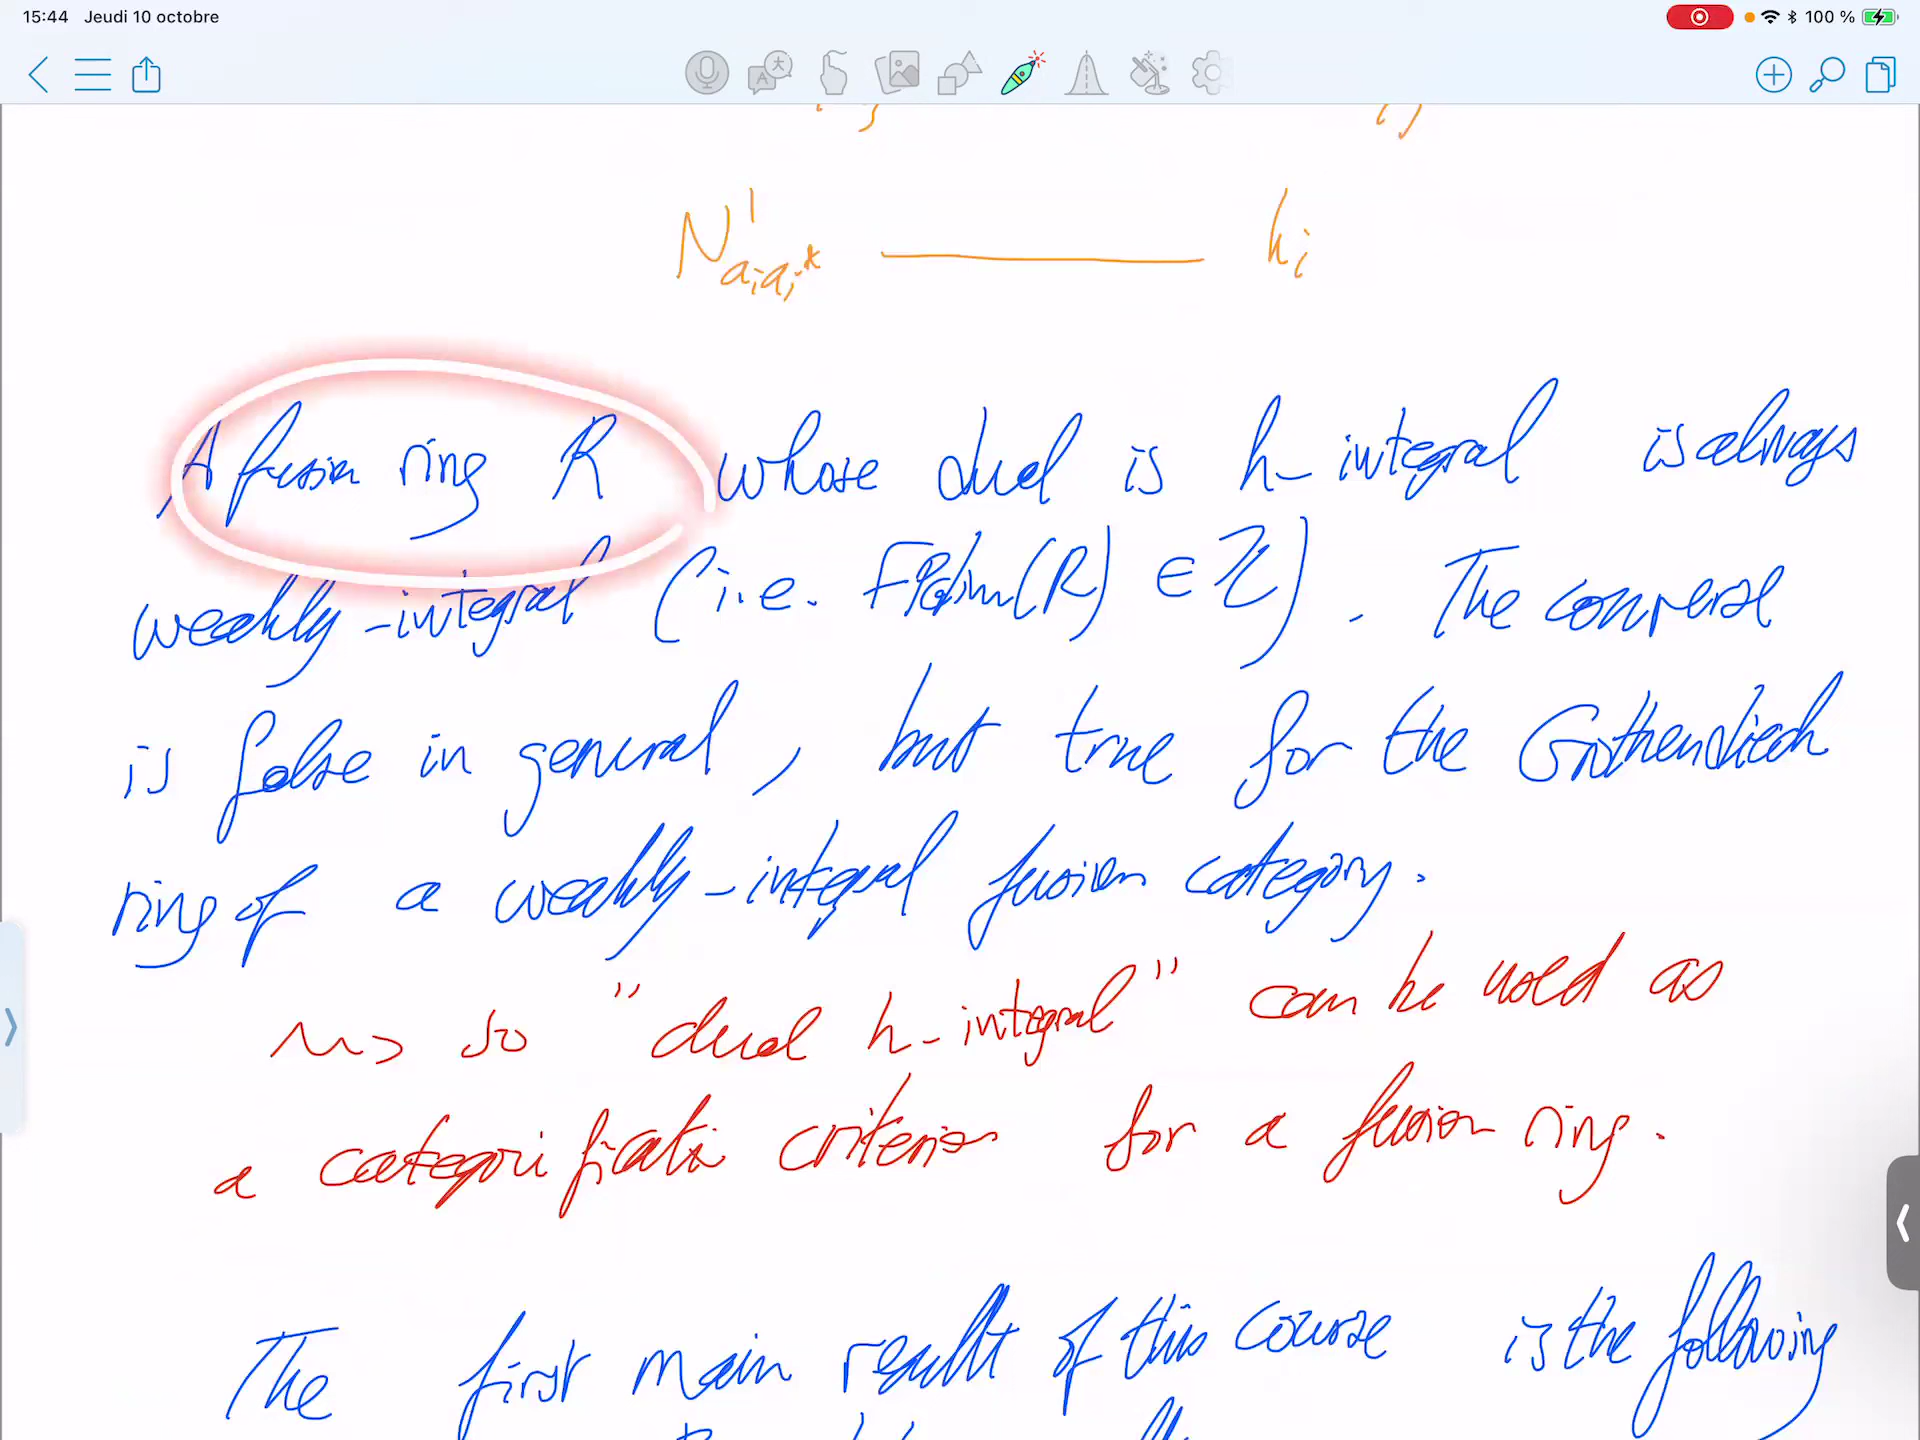 15:44 Jeudi 10 octobre 100 %
N^1_{a_i a_i*} —— h_i
A fusion ring R whose dual is h-integral is always
weakly-integral (i.e. FPdim(R) ∈ ℤ). The converse
is false in general, but true for the Grothendieck
ring of a weakly-integral fusion category.
~> so "dual h-integral" can be used as
a categorification criterion for a fusion ring.
The first main result of this course is the following